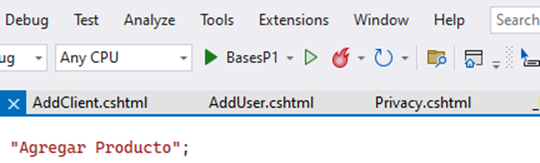 Debug Test Analyze Tools Extensions Window Help Search
ug Any CPU BasesP1
AddClient.cshtml AddUser.cshtml Privacy.cshtml
"Agregar Producto";